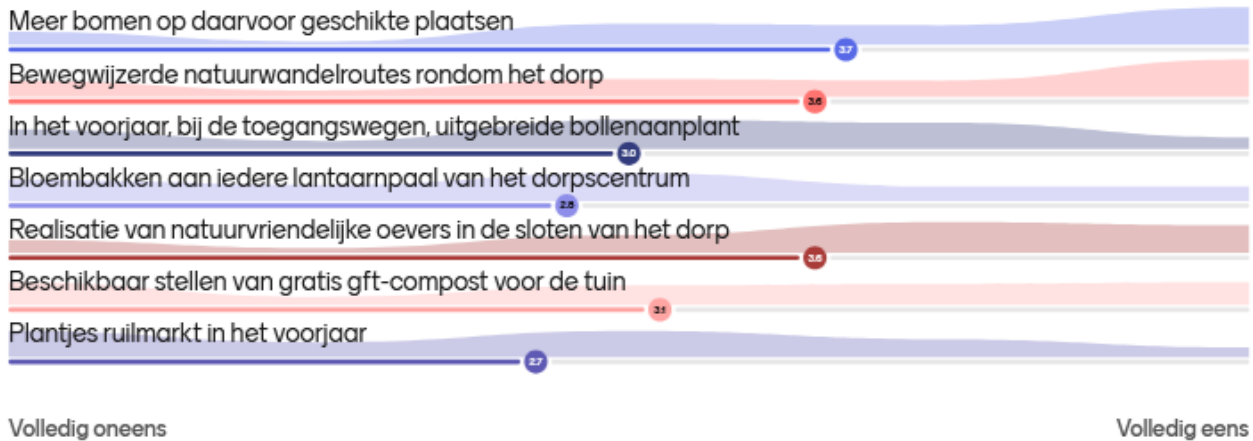 Meer bomen op daarvoor geschikte plaatsen
3.7
Bewegwijzerde natuurwandelroutes rondom het dorp
3.6
In het voorjaar, bij de toegangswegen, uitgebreide bollenaanplant
3.0
Bloembakken aan iedere lantaarnpaal van het dorpscentrum
2.8
Realisatie van natuurvriendelijke oevers in de sloten van het dorp
3.6
Beschikbaar stellen van gratis gft-compost voor de tuin
3.1
Plantjes ruilmarkt in het voorjaar
2.7
Volledig oneens
Volledig eens